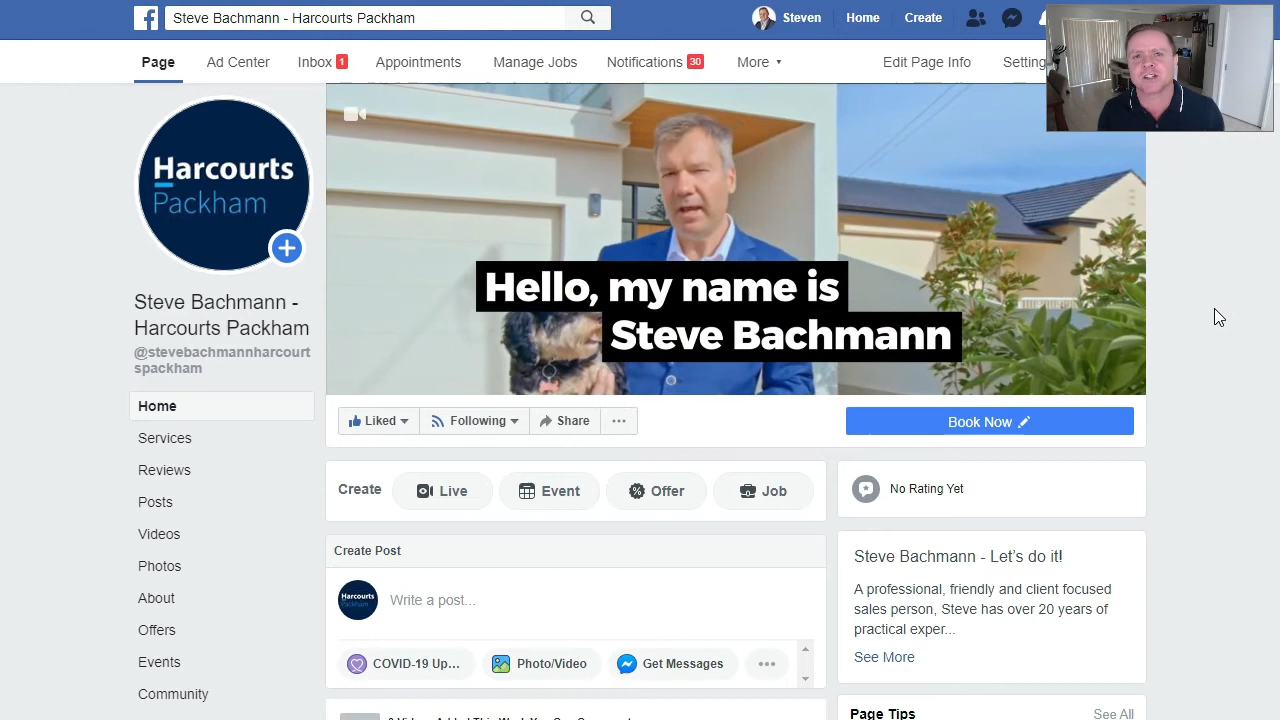 Steve Bachmann - Harcourts Packham
Steven
Home
Create
Page
Ad Center
Inbox 1
Appointments
Manage Jobs
Notifications 30
More
Edit Page Info
Setting
Harcourts
Packham
Hello, my name is
Steve Bachmann
Steve Bachmann -
Harcourts Packham
@stevebachmannharcourt
spackham
Home
Services
Reviews
Posts
Videos
Photos
About
Offers
Events
Community
Liked
Following
Share
Book Now
Create
Live
Event
Offer
Job
Create Post
Harcourts
Packham
Write a post...
COVID-19 Up...
Photo/Video
Get Messages
No Rating Yet
Steve Bachmann - Let's do it!
A professional, friendly and client focused
sales person, Steve has over 20 years of
practical exper...
See More
Page Tips
See All